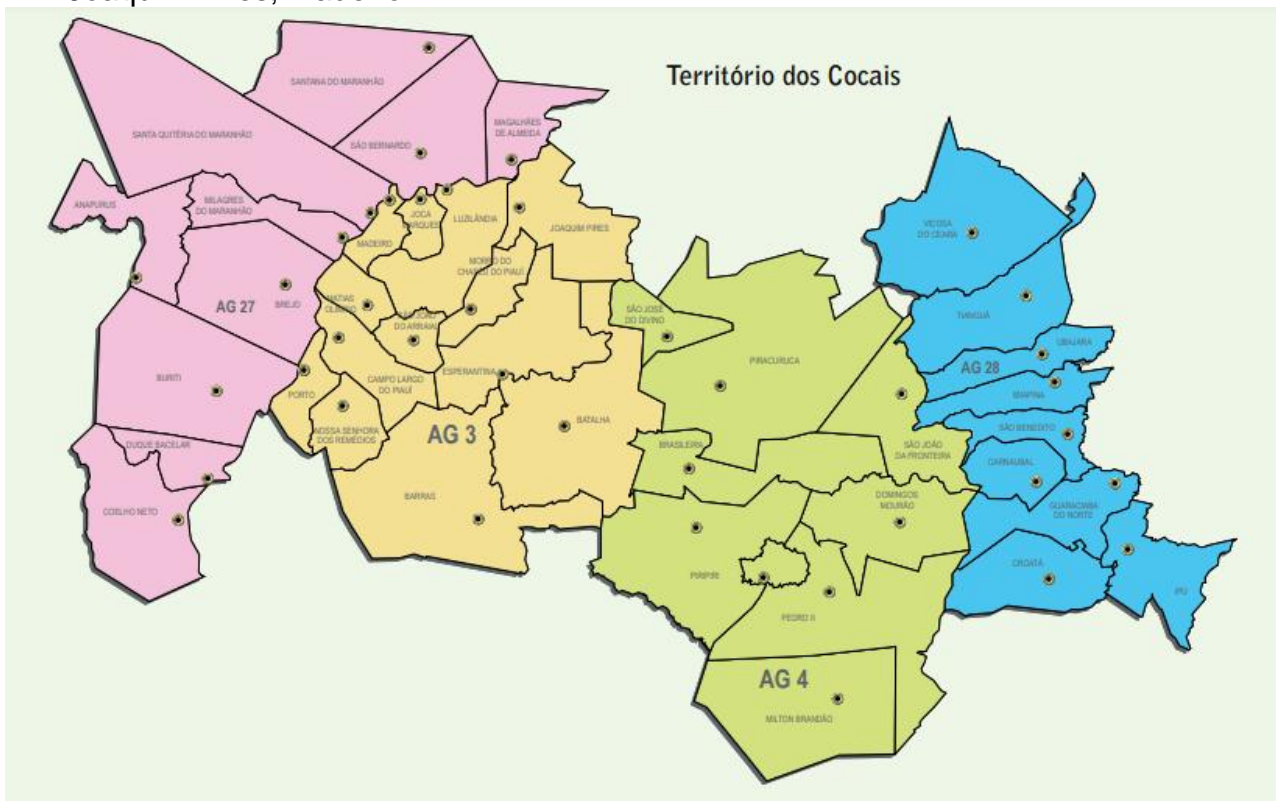 Território dos Cocais
SANTANA DO MARANHÃO
SANTA QUITÉRIA DO MARANHÃO
SÃO BERNARDO
MAGALHÃES
DE ALMEIDA
ANAPURUS
MILAGRES
DO MARANHÃO
JOCA
MARQUES
LUZILÂNDIA
JOAQUIM PIRES
MADEIRO
MORRO DO
CHAPÉU DO PIAUÍ
AG 27
BREJO
MATIAS
OLÍMPIO
SÃO JOÃO
DO ARRAIAL
BURITI
PORTO
CAMPO LARGO
DO PIAUÍ
ESPERANTINA
NOSSA SENHORA
DOS REMÉDIOS
AG 3
BATALHA
DUQUE BACELAR
COELHO NETO
BARRAS
SÃO JOSÉ
DO DIVINO
PIRACURUCA
BRASILEIRA
SÃO JOÃO
DA FRONTEIRA
DOMINGOS
MOURÃO
PIRIPIRI
PEDRO II
AG 4
MILTON BRANDÃO
VICOSA
DO CEARÁ
TIANGUÁ
UBAJARA
AG 28
IBIAPINA
SÃO BENEDITO
CARNAUBAL
GUARACIABA
DO NORTE
CROATÁ
IPU